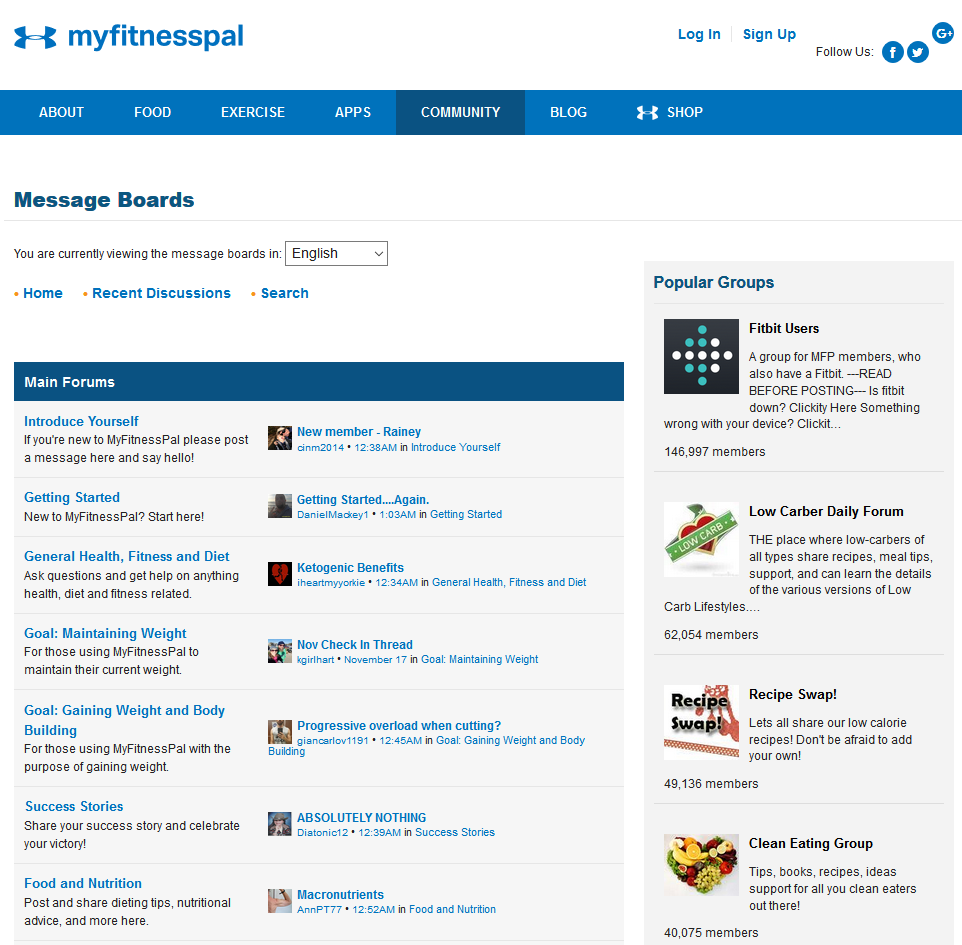 myfitnesspal
Log In
Sign Up
Follow Us:
f
G+
ABOUT
FOOD
EXERCISE
APPS
COMMUNITY
BLOG
SHOP
Message Boards
You are currently viewing the message boards in: English
• Home
• Recent Discussions
• Search
Main Forums
Introduce Yourself
If you're new to MyFitnessPal please post
a message here and say hello!
New member - Rainey
cinm2014 • 12:38AM in Introduce Yourself
Getting Started
New to MyFitnessPal? Start here!
Getting Started....Again.
DanielMackey1 • 1:03AM in Getting Started
General Health, Fitness and Diet
Ask questions and get help on anything
health, diet and fitness related.
Ketogenic Benefits
iheartmyyorkie • 12:34AM in General Health, Fitness and Diet
Goal: Maintaining Weight
For those using MyFitnessPal to
maintain their current weight.
Nov Check In Thread
kgirlhart • November 17 in Goal: Maintaining Weight
Goal: Gaining Weight and Body
Building
For those using MyFitnessPal with the
purpose of gaining weight.
Progressive overload when cutting?
giancarlov1191 • 12:45AM in Goal: Gaining Weight and Body
Building
Success Stories
Share your success story and celebrate
your victory!
ABSOLUTELY NOTHING
Diatonic12 • 12:39AM in Success Stories
Food and Nutrition
Post and share dieting tips, nutritional
advice, and more here.
Macronutrients
AnnPT77 • 12:52AM in Food and Nutrition
Popular Groups
Fitbit Users
A group for MFP members, who
also have a Fitbit. ---READ
BEFORE POSTING--- Is fitbit
down? Clickity Here Something
wrong with your device? Clickit...
146,997 members
LOW CARB
Low Carber Daily Forum
THE place where low-carbers of
all types share recipes, meal tips,
support, and can learn the details
of the various versions of Low
Carb Lifestyles....
62,054 members
Recipe
Swap!
Recipe Swap!
Lets all share our low calorie
recipes! Don't be afraid to add
your own!
49,136 members
Clean Eating Group
Tips, books, recipes, ideas
support for all you clean eaters
out there!
40,075 members